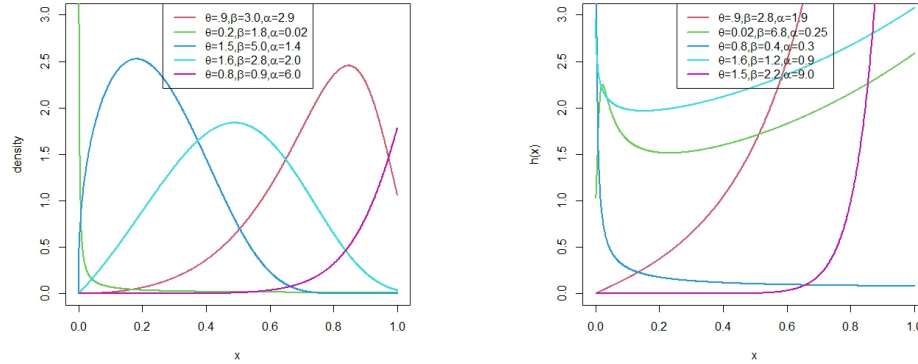 θ=.9,β=3.0,α=2.9
θ=0.2,β=1.8,α=0.02
θ=1.5,β=5.0,α=1.4
θ=1.6,β=2.8,α=2.0
θ=0.8,β=0.9,α=6.0
density
0.0 0.5 1.0 1.5 2.0 2.5 3.0
0.0 0.2 0.4 0.6 0.8 1.0
x
θ=.9,β=2.8,α=1.9
θ=0.02,β=6.8,α=0.25
θ=0.8,β=0.4,α=0.3
θ=1.6,β=1.2,α=0.9
θ=1.5,β=2.2,α=9.0
h(x)
0.0 0.5 1.0 1.5 2.0 2.5 3.0
0.0 0.2 0.4 0.6 0.8 1.0
x